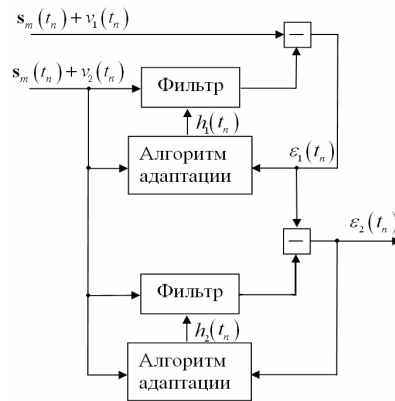 s_m(t_n) + v_1(t_n)
−
s_m(t_n) + v_2(t_n)
Фильтр
h_1(t_n)
Алгоритм
адаптации
ε_1(t_n)
−
ε_2(t_n)
Фильтр
h_2(t_n)
Алгоритм
адаптации